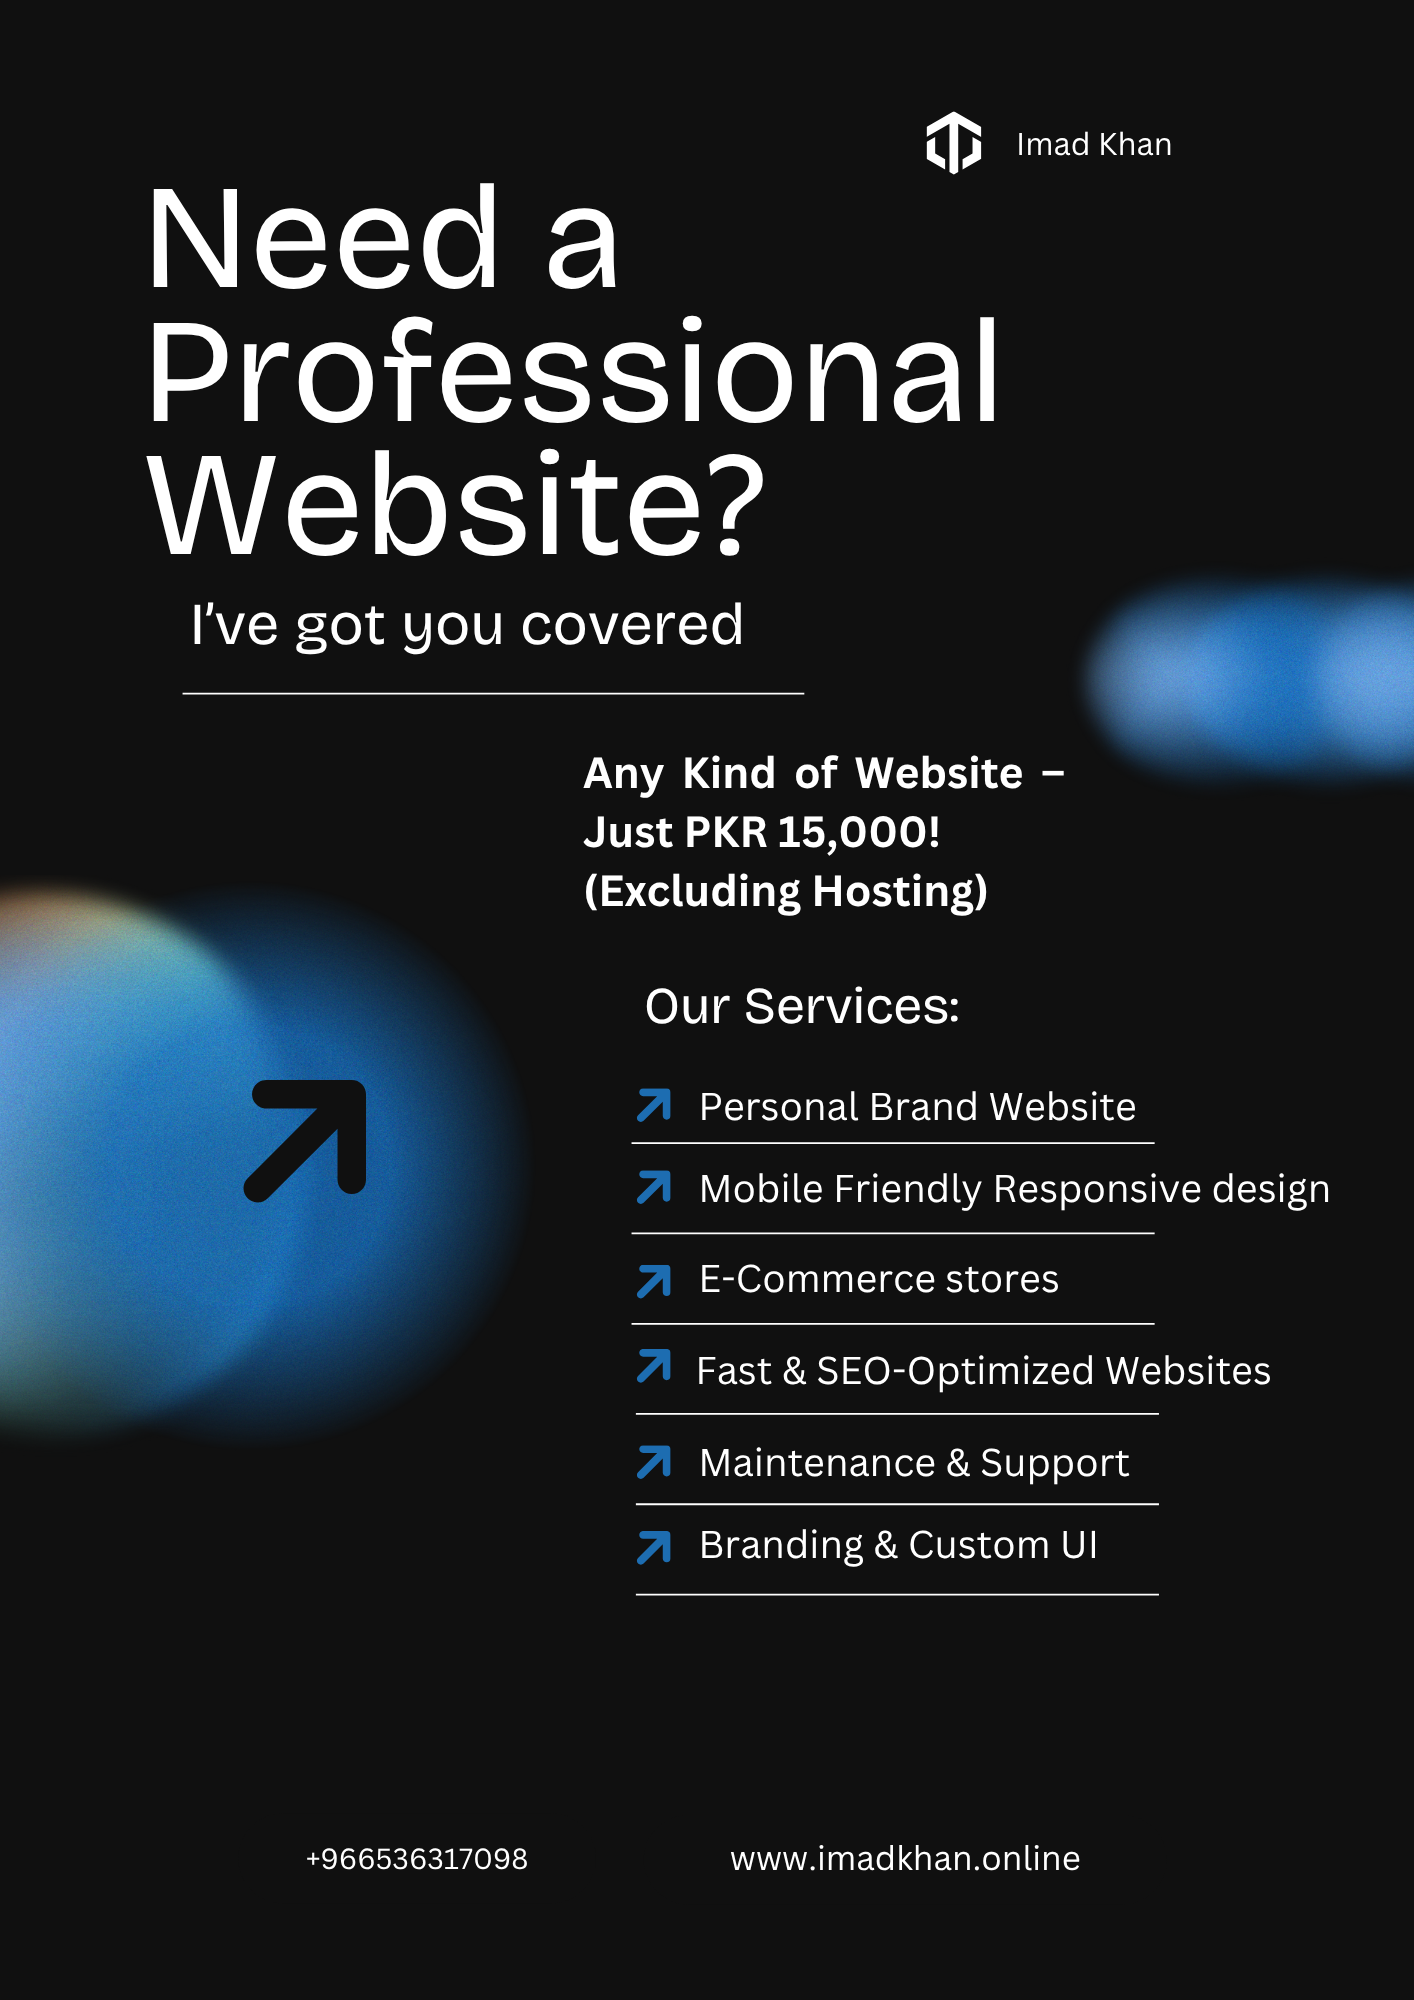 Imad Khan
Need a
Professional
Website?
I've got you covered
Any Kind of Website –
Just PKR 15,000!
(Excluding Hosting)
Our Services:
Personal Brand Website
Mobile Friendly Responsive design
E-Commerce stores
Fast & SEO-Optimized Websites
Maintenance & Support
Branding & Custom UI
+966536317098
www.imadkhan.online